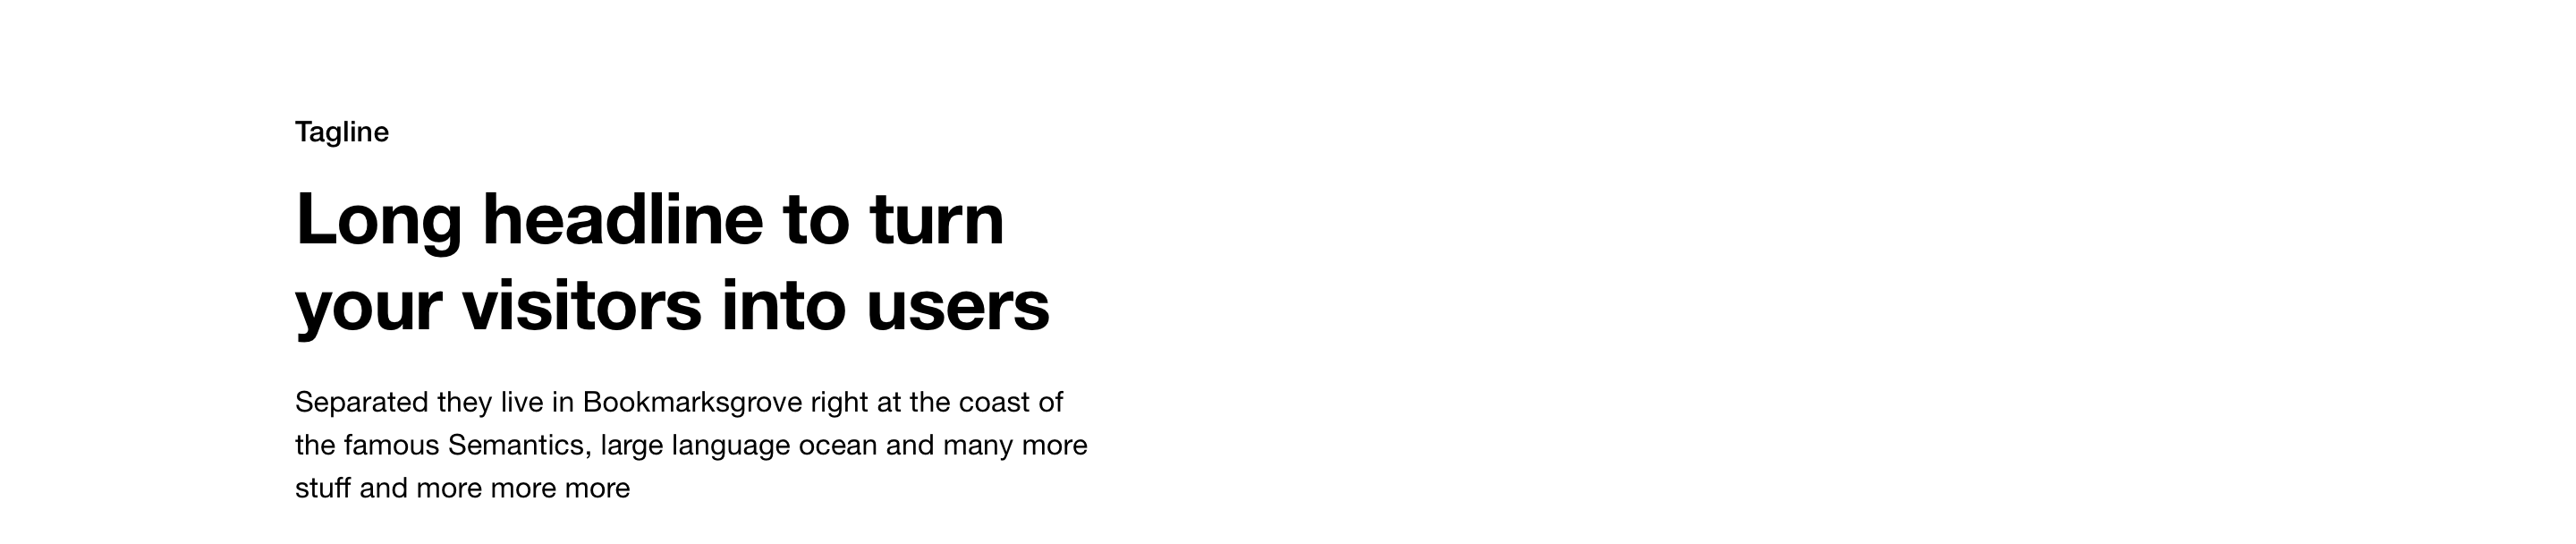 Tagline
Long headline to turn
your visitors into users
Separated they live in Bookmarksgrove right at the coast of
the famous Semantics, large language ocean and many more
stuff and more more more